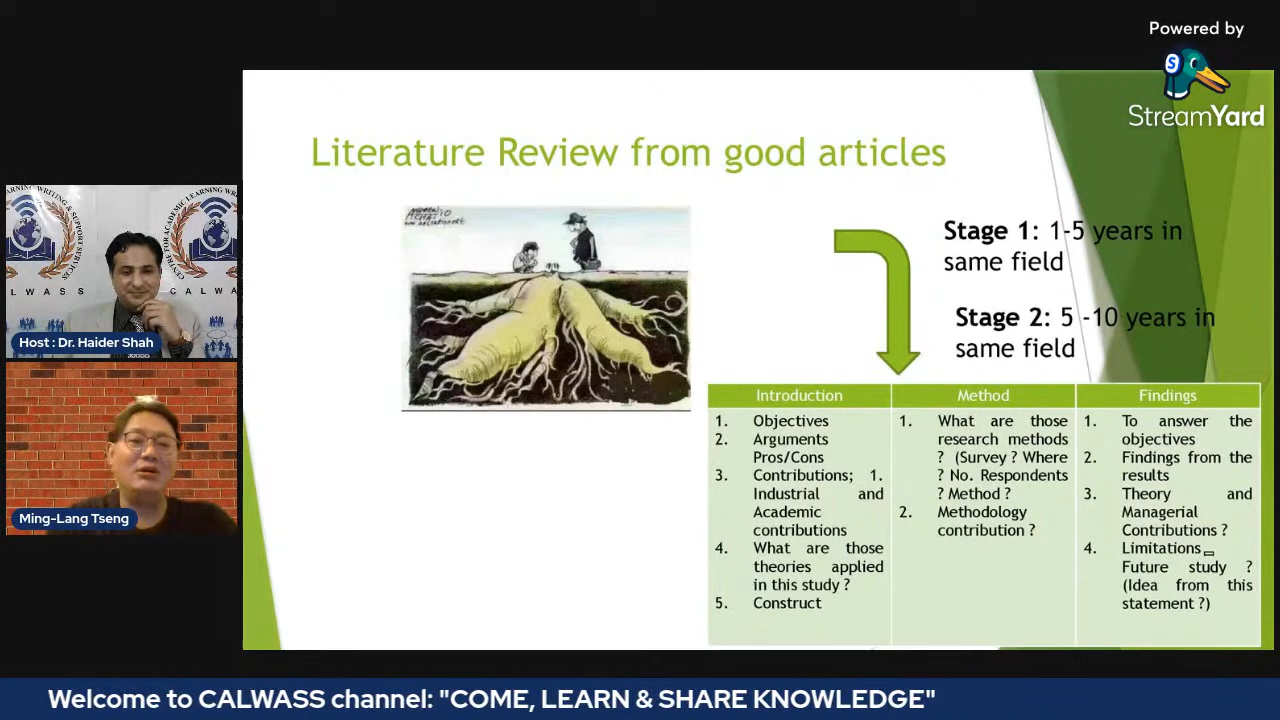 Powered by
StreamYard
Literature Review from good articles
Stage 1: 1-5 years in
same field
Stage 2: 5 -10 years in
same field
Introduction
1. Objectives
2. Arguments
Pros/Cons
3. Contributions; 1.
Industrial and
Academic
contributions
4. What are those
theories applied
in this study ?
5. Construct
Method
1. What are those
research methods
? (Survey ? Where
? No. Respondents
? Method ?
2. Methodology
contribution ?
Findings
1. To answer the
objectives
2. Findings from the
results
3. Theory and
Managerial
Contributions ?
4. Limitations
Future study ?
(Idea from this
statement ?)
Host : Dr. Haider Shah
Ming-Lang Tseng
Welcome to CALWASS channel: "COME, LEARN & SHARE KNOWLEDGE"